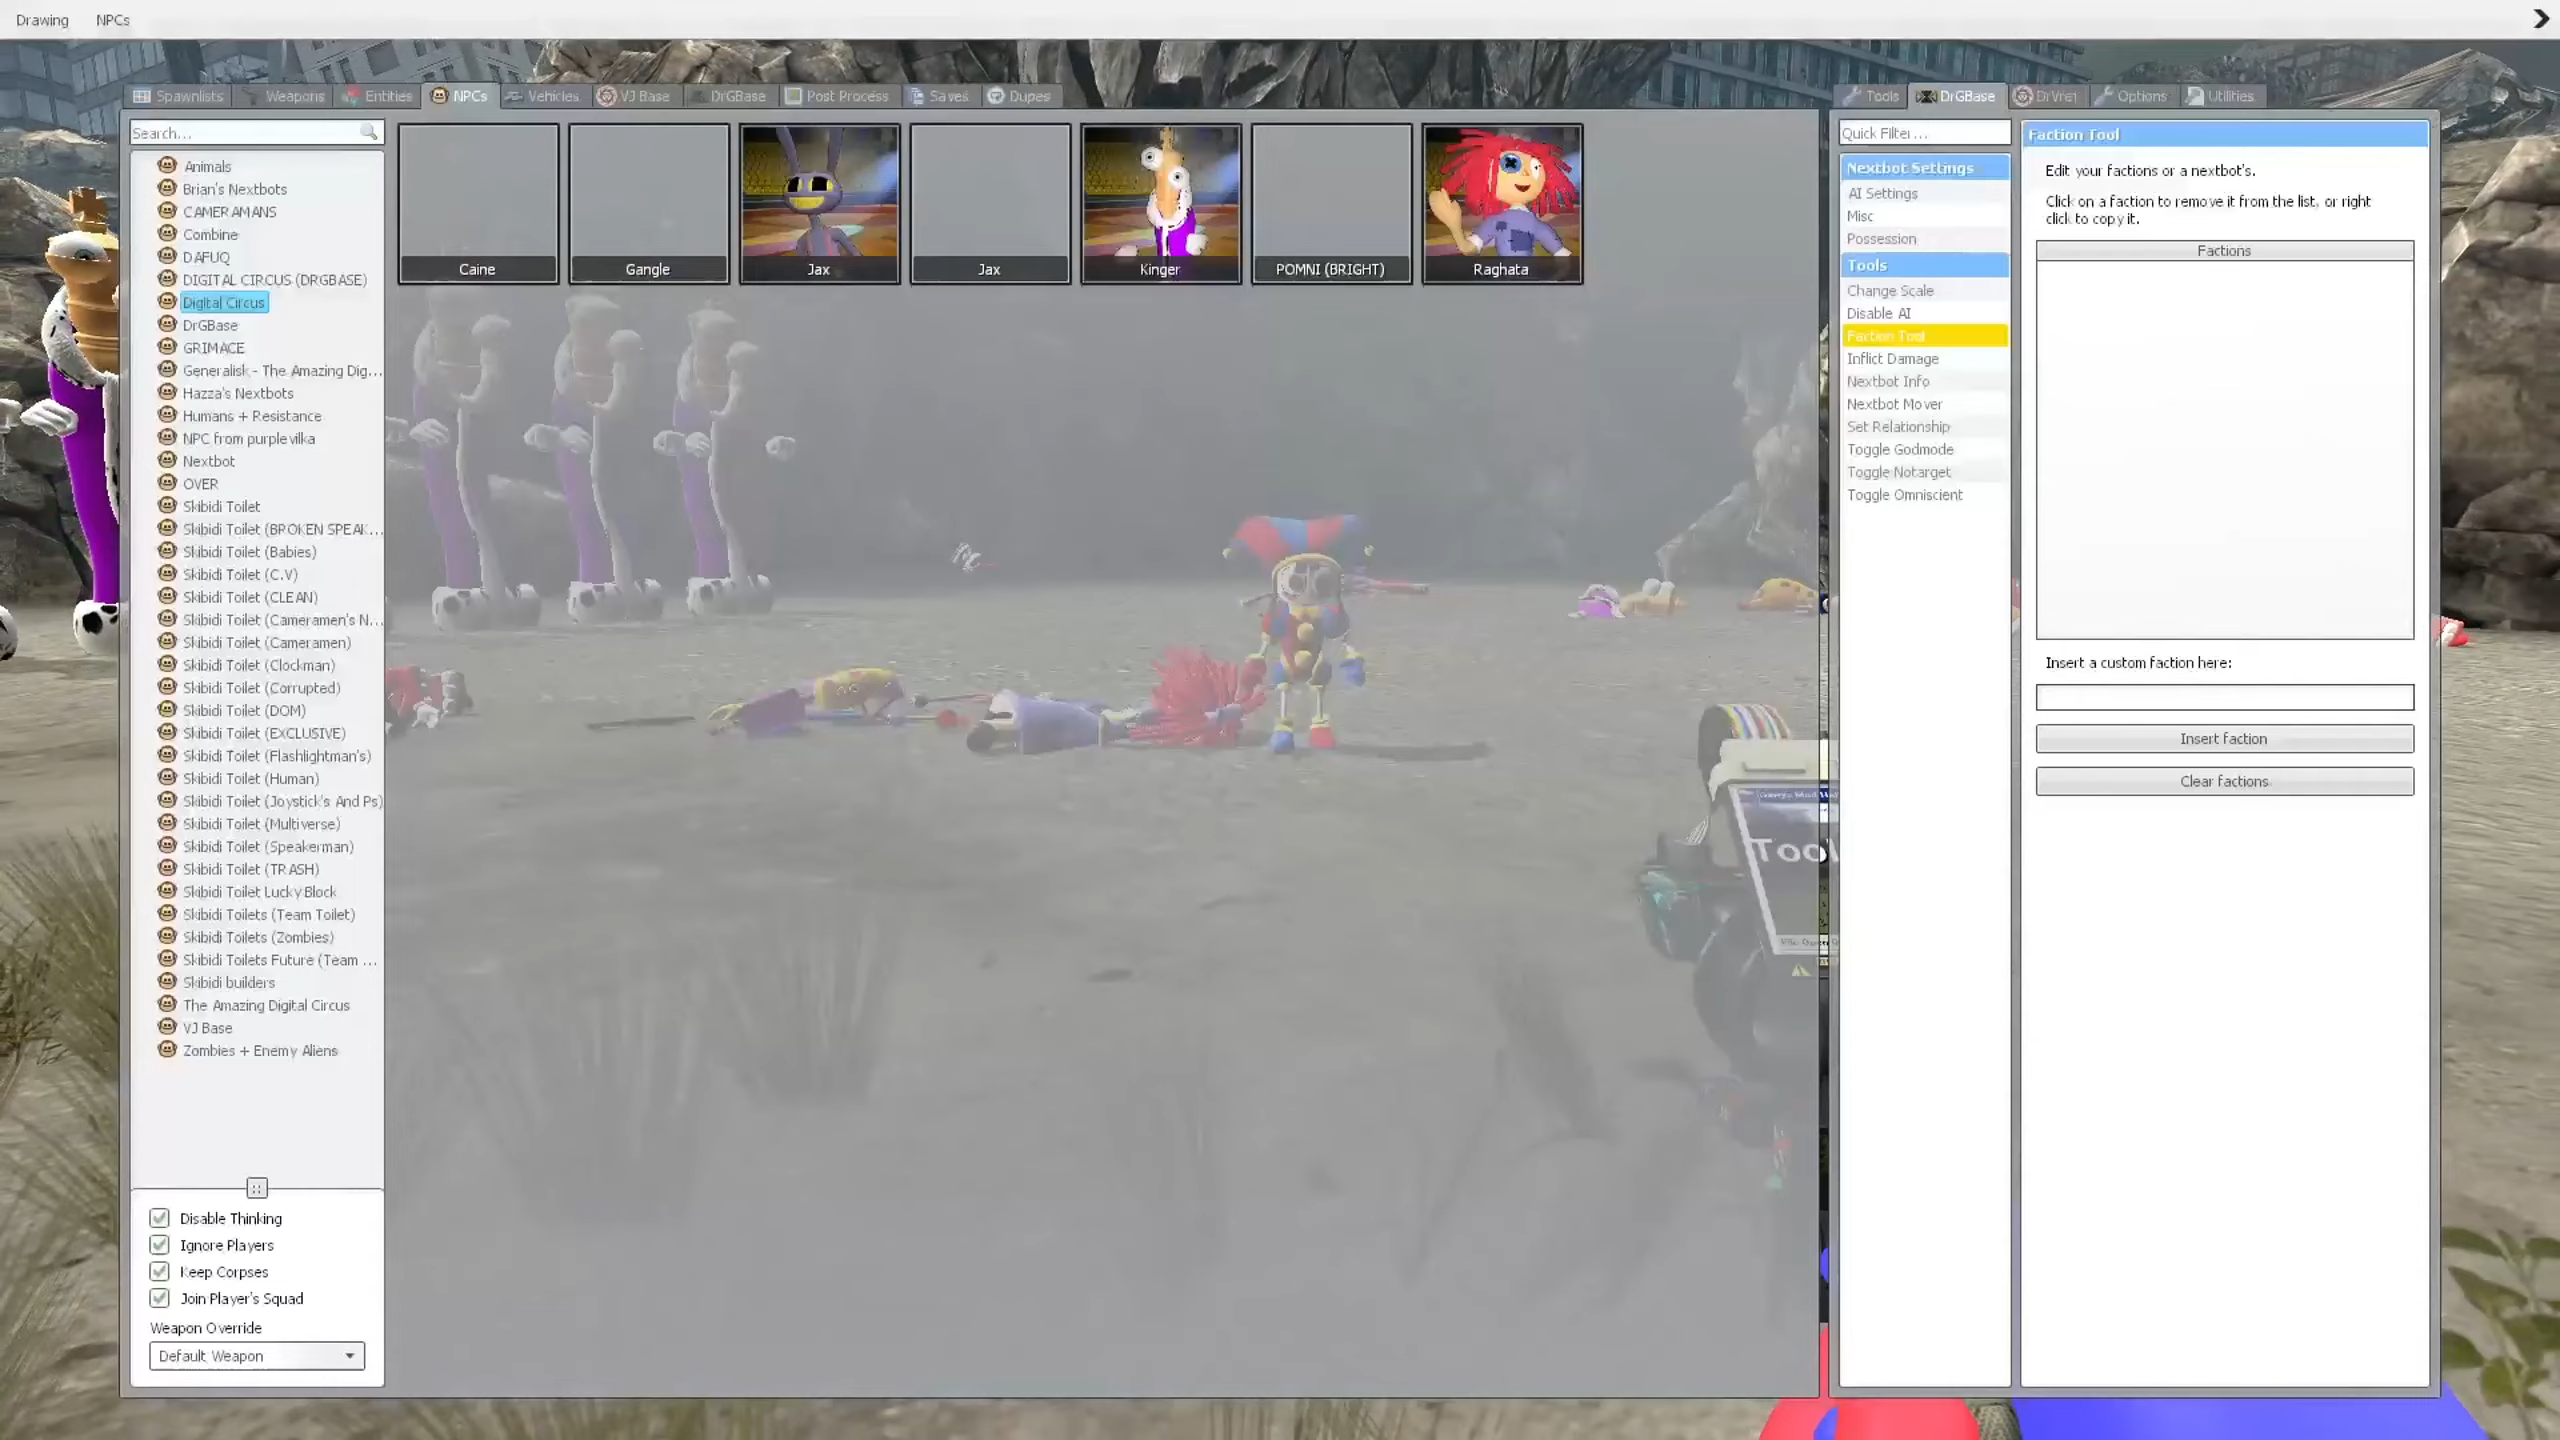 Drawing NPCs
Spawnlists Weapons Entities NPCs Vehicles VJ Base DrGBase Post Process Saves Dupes
Tools DrGBase DrVrej Options Utilities
Search...
Animals
Brian's Nextbots
CAMERAMANS
Combine
DAFUQ
DIGITAL CIRCUS (DRGBASE)
Digital Circus
DrGBase
GRIMACE
Generalisk - The Amazing Dig...
Hazza's Nextbots
Humans + Resistance
NPC from purplevilka
Nextbot
OVER
Skibidi Toilet
Skibidi Toilet (BROKEN SPEAK...
Skibidi Toilet (Babies)
Skibidi Toilet (C.V)
Skibidi Toilet (CLEAN)
Skibidi Toilet (Cameramen's N...
Skibidi Toilet (Cameramen)
Skibidi Toilet (Clockman)
Skibidi Toilet (Corrupted)
Skibidi Toilet (DOM)
Skibidi Toilet (EXCLUSIVE)
Skibidi Toilet (Flashlightman's)
Skibidi Toilet (Human)
Skibidi Toilet (Joystick's And Ps)
Skibidi Toilet (Multiverse)
Skibidi Toilet (Speakerman)
Skibidi Toilet (TRASH)
Skibidi Toilet Lucky Block
Skibidi Toilets (Team Toilet)
Skibidi Toilets (Zombies)
Skibidi Toilets Future (Team ...
Skibidi builders
The Amazing Digital Circus
VJ Base
Zombies + Enemy Aliens
Disable Thinking
Ignore Players
Keep Corpses
Join Player's Squad
Weapon Override
Default Weapon
Caine
Gangle
Jax
Jax
Kinger
POMNI (BRIGHT)
Raghata
Tool
Quick Filter...
Nextbot Settings
AI Settings
Misc
Possession
Tools
Change Scale
Disable AI
Faction Tool
Inflict Damage
Nextbot Info
Nextbot Mover
Set Relationship
Toggle Godmode
Toggle Notarget
Toggle Omniscient
Faction Tool
Edit your factions or a nextbot's.
Click on a faction to remove it from the list, or right
click to copy it.
Factions
Insert a custom faction here:
Insert faction
Clear factions